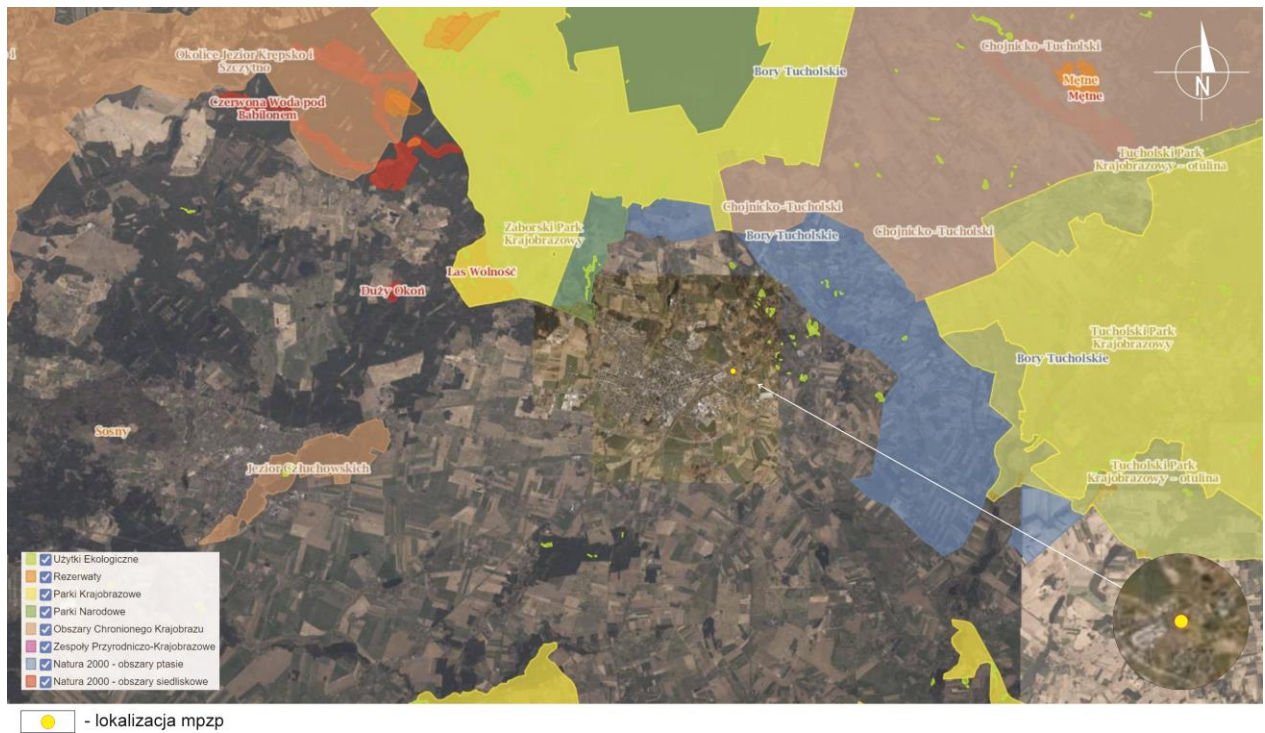 Okolice Jezior Krępsko i
Szczytno
Chojnicko-Tucholski
Bory Tucholskie
Mętne
Mętne
N
Czerwona Woda pod
Babilonem
Tucholski Park
Krajobrazowy - otulina
Zaborski Park
Krajobrazowy
Chojnicko-Tucholski
Bory Tucholskie
Chojnicko-Tucholski
Las Wolność
Duży Okoń
Tucholski Park
Krajobrazowy
Bory Tucholskie
Sosny
Jezior Człuchowskich
Tucholski Park
Krajobrazowy - otulina
Użytki Ekologiczne
Rezerwaty
Parki Krajobrazowe
Parki Narodowe
Obszary Chronionego Krajobrazu
Zespoły Przyrodniczo-Krajobrazowe
Natura 2000 - obszary ptasie
Natura 2000 - obszary siedliskowe
- lokalizacja mpzp